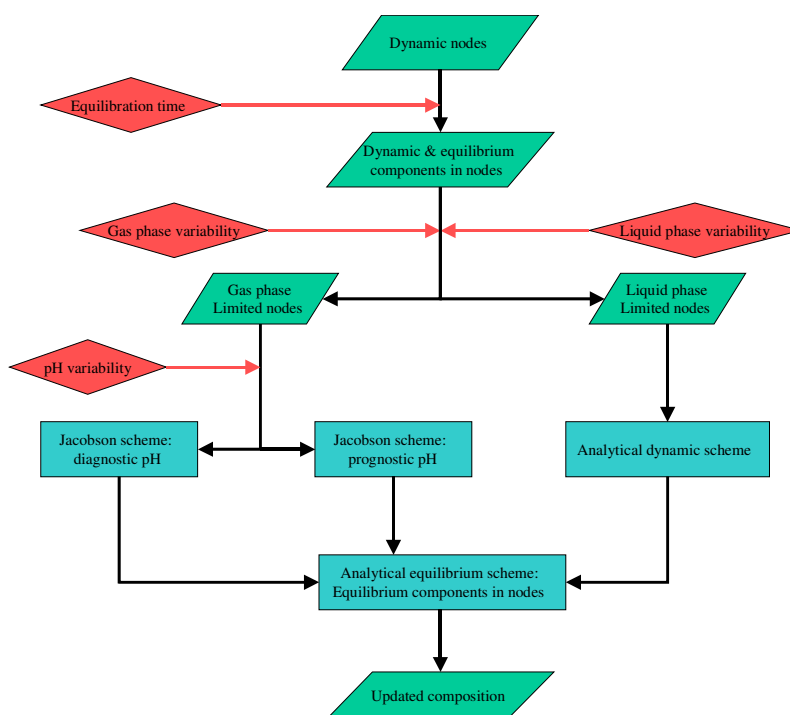 Dynamic nodes
Equilibration time
Dynamic & equilibrium
components in nodes
Gas phase variability
Liquid phase variability
Gas phase
Limited nodes
Liquid phase
Limited nodes
pH variability
Jacobson scheme:
diagnostic pH
Jacobson scheme:
prognostic pH
Analytical dynamic scheme
Analytical equilibrium scheme:
Equilibrium components in nodes
Updated composition